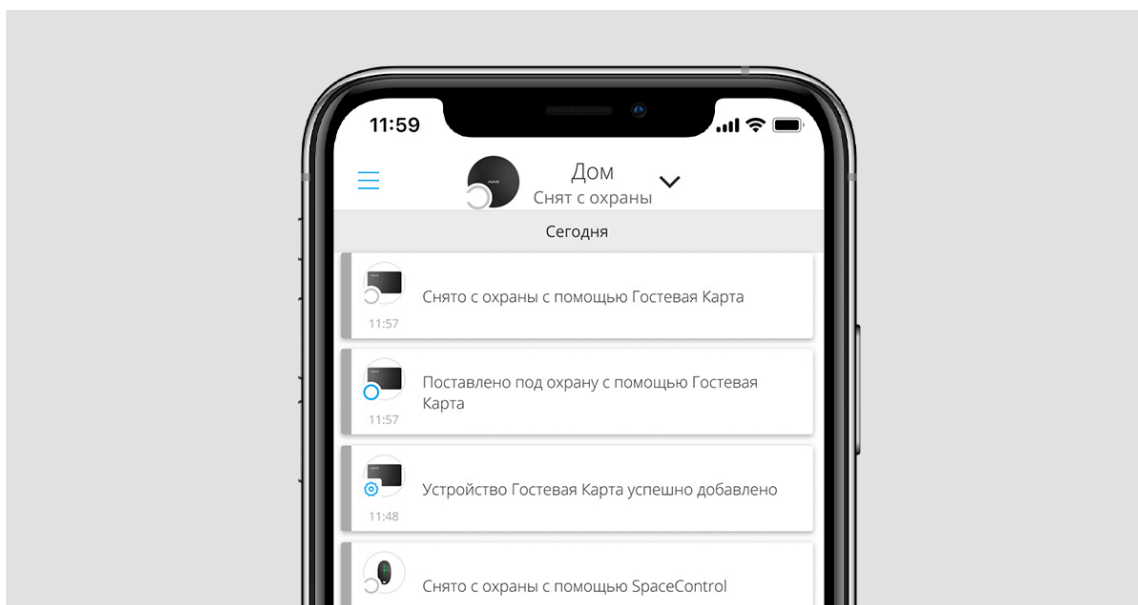 11:59
Дом
Снят с охраны
Сегодня
Снято с охраны с помощью Гостевая Карта
11:57
Поставлено под охрану с помощью Гостевая
Карта
11:57
Устройство Гостевая Карта успешно добавлено
11:48
Снято с охраны с помощью SpaceControl